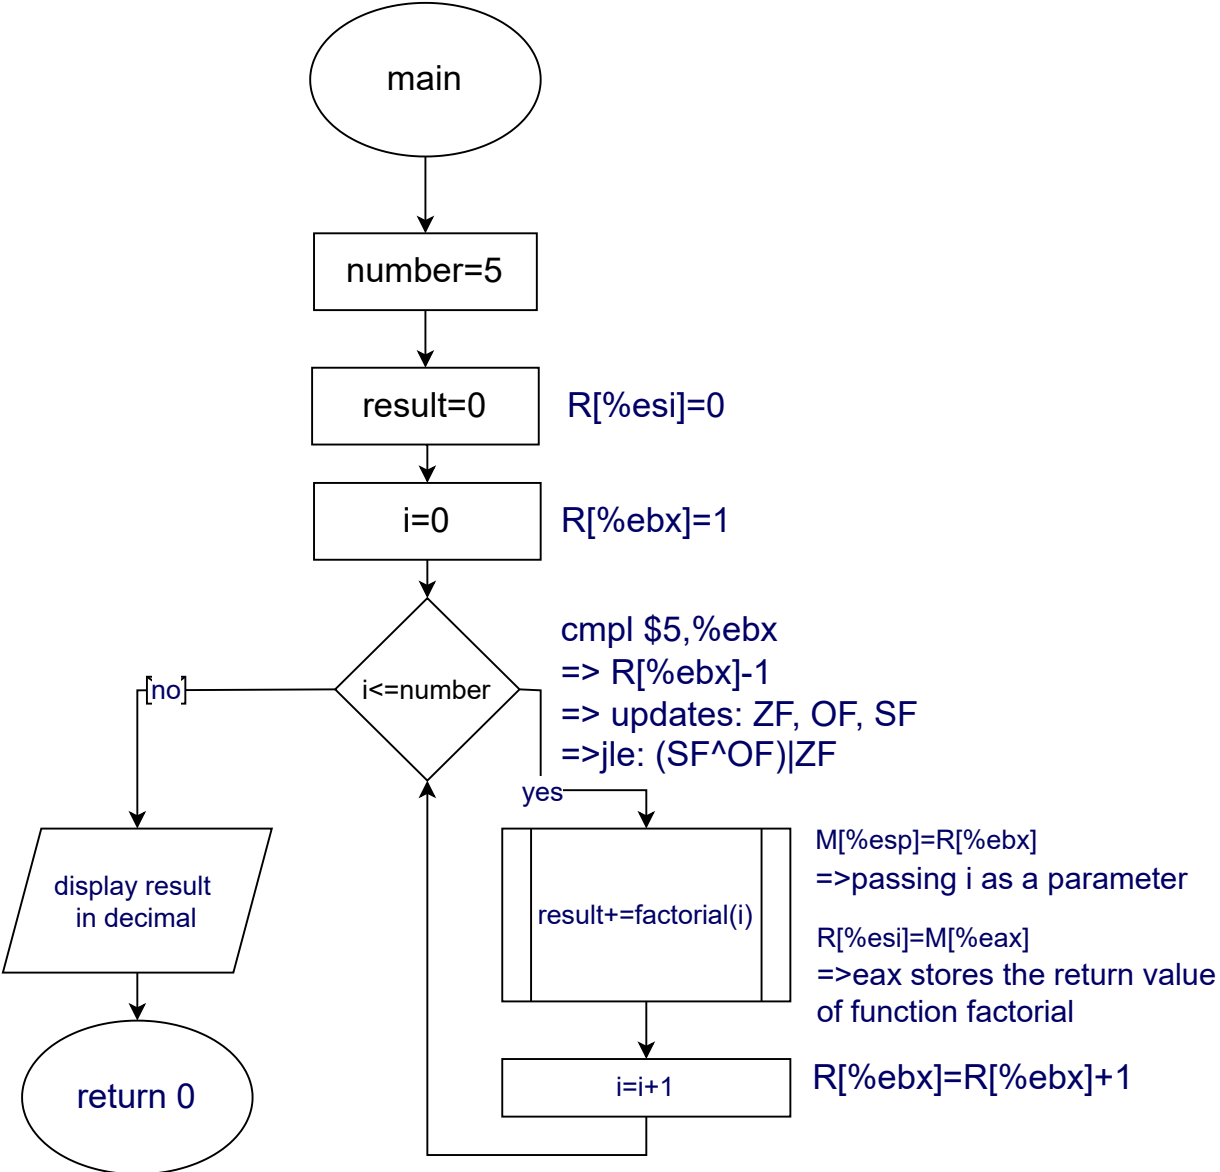 main
number=5
result=0
R[%esi]=0
i=0
R[%ebx]=1
i<=number
cmpl $5,%ebx
=> R[%ebx]-1
=> updates: ZF, OF, SF
=>jle: (SF^OF)|ZF
[no]
yes
display result
in decimal
return 0
result+=factorial(i)
M[%esp]=R[%ebx]
=>passing i as a parameter
R[%esi]=M[%eax]
=>eax stores the return value
of function factorial
i=i+1
R[%ebx]=R[%ebx]+1